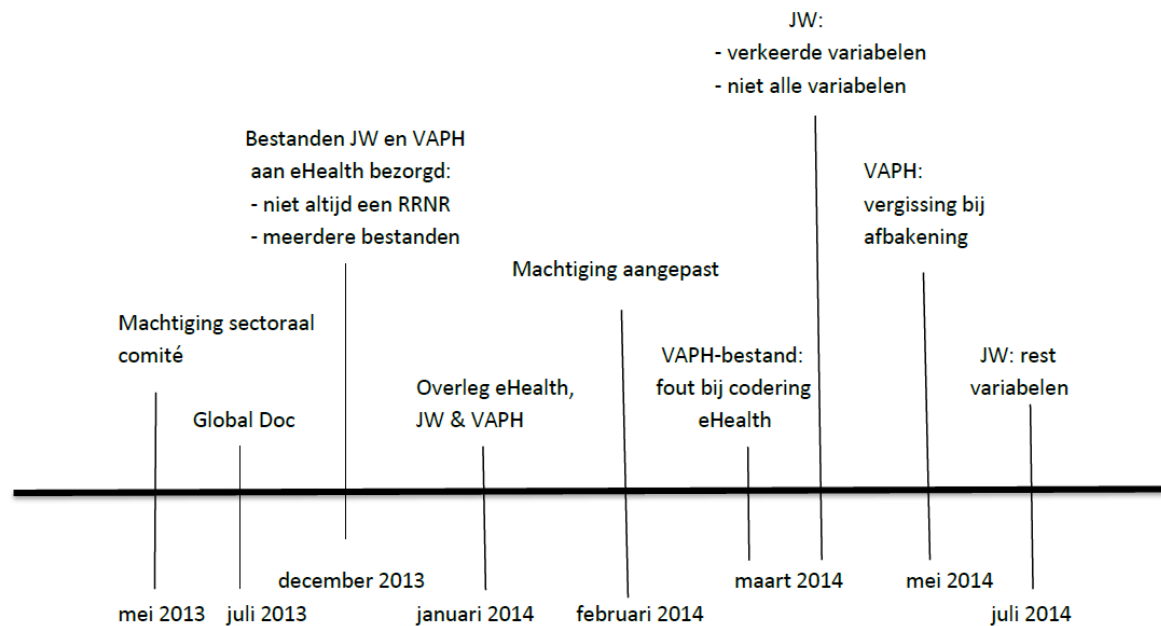 JW:
- verkeerde variabelen
- niet alle variabelen
Bestanden JW en VAPH
aan eHealth bezorgd:
- niet altijd een RRNR
- meerdere bestanden
VAPH:
vergissing bij
afbakening
Machtiging aangepast
Machtiging sectoraal
comité
VAPH-bestand:
fout bij codering
eHealth
JW: rest
variabelen
Overleg eHealth,
JW & VAPH
Global Doc
december 2013
maart 2014
mei 2014
mei 2013
juli 2013
januari 2014
februari 2014
juli 2014